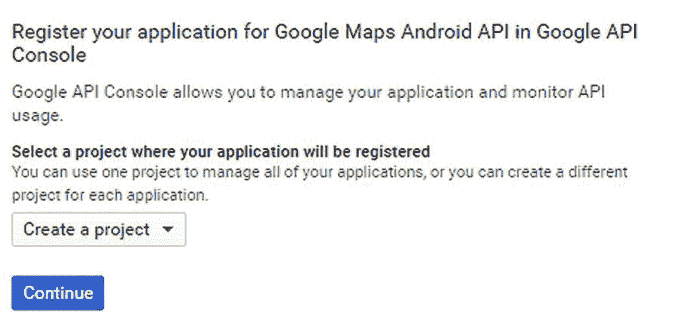 Register your application for Google Maps Android API in Google API
Console
Google API Console allows you to manage your application and monitor API
usage.
Select a project where your application will be registered
You can use one project to manage all of your applications, or you can create a different
project for each application.
Create a project
Continue